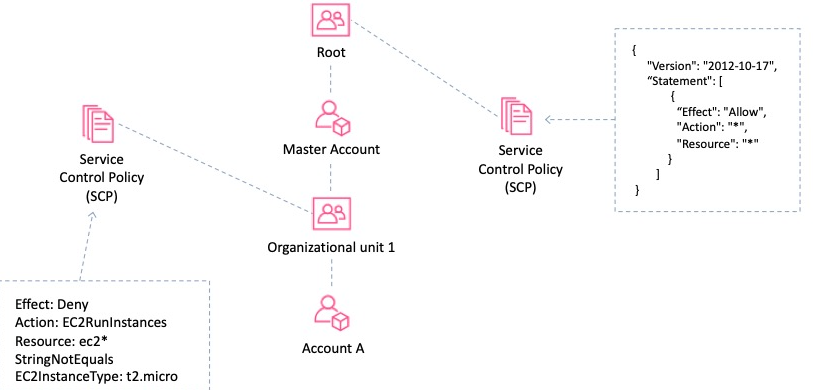 Root
Master Account
Service
Control Policy
(SCP)
Organizational unit 1
Account A
Effect: Deny
Action: EC2RunInstances
Resource: ec2*
StringNotEquals
EC2InstanceType: t2.micro
Service
Control Policy
(SCP)
{
"Version": "2012-10-17",
“Statement": [
{
“Effect": "Allow",
"Action": "*",
"Resource": "*"
}
]
}